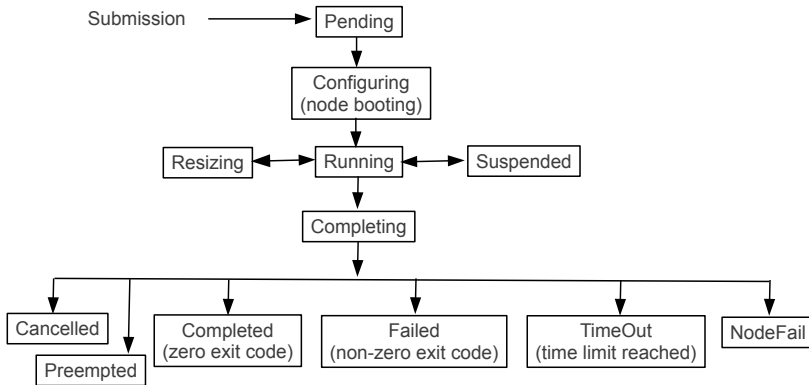 Submission
Pending
Configuring
(node booting)
Resizing
Running
Suspended
Completing
Cancelled
Preempted
Completed
(zero exit code)
Failed
(non-zero exit code)
TimeOut
(time limit reached)
NodeFail